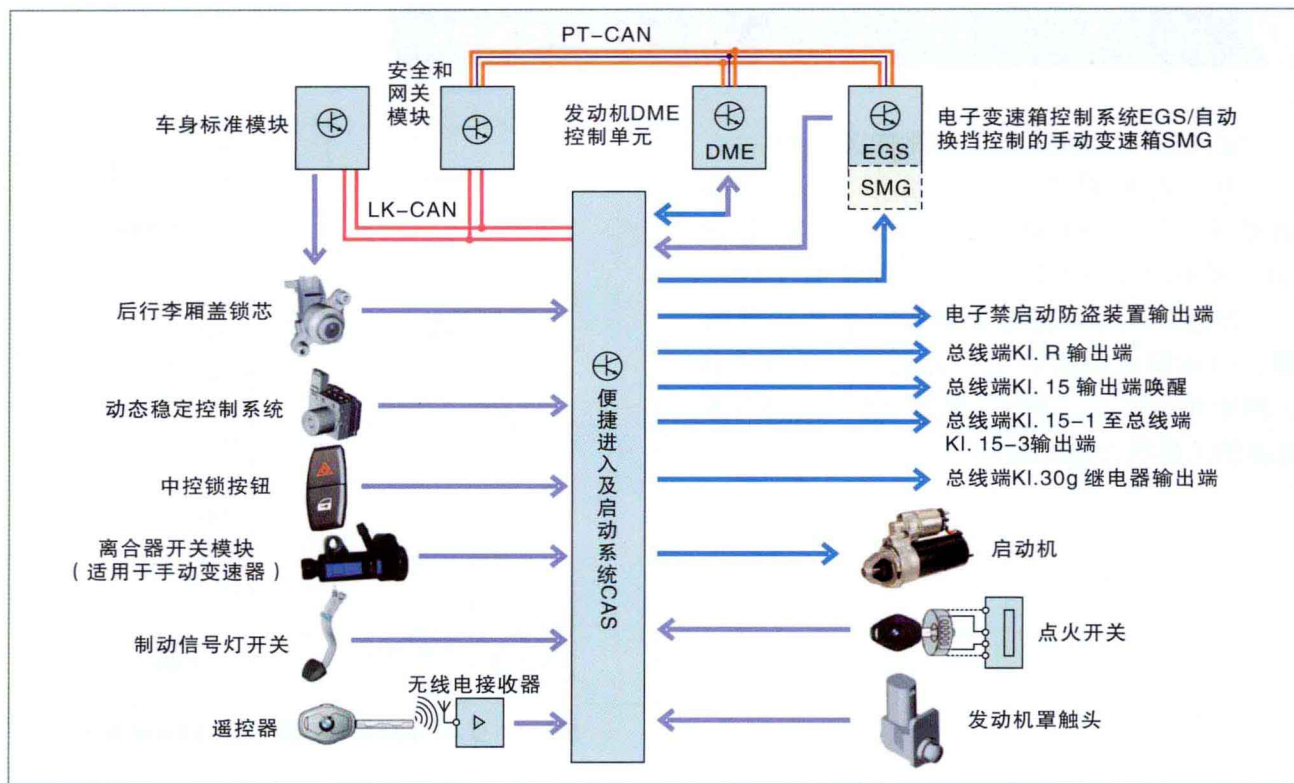 PT-CAN
安全和
网关
模块
车身标准模块
发动机DME
控制单元
DME
EGS
SMG
电子变速箱控制系统EGS/自动
换挡控制的手动变速箱SMG
LK-CAN
后行李厢盖锁芯
动态稳定控制系统
中控锁按钮
离合器开关模块
(适用于手动变速器)
制动信号灯开关
无线电接收器
遥控器
便捷进入及启动系统CAS
电子禁启动防盗装置输出端
总线端Kl. R 输出端
总线端Kl. 15 输出端唤醒
总线端Kl. 15-1 至总线端
Kl. 15-3输出端
总线端Kl.30g 继电器输出端
启动机
点火开关
发动机罩触头